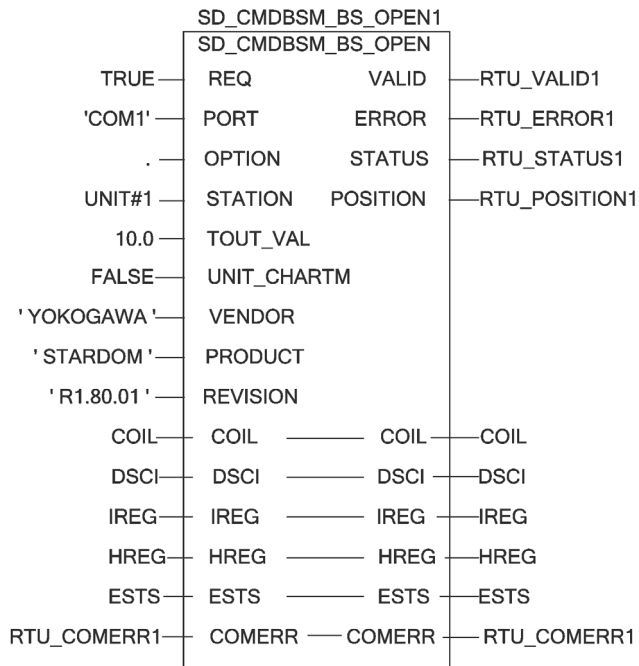 SD_CMDBSM_BS_OPEN1
SD_CMDBSM_BS_OPEN
TRUE REQ VALID RTU_VALID1
'COM1' PORT ERROR RTU_ERROR1
. OPTION STATUS RTU_STATUS1
UNIT#1 STATION POSITION RTU_POSITION1
10.0 TOUT_VAL
FALSE UNIT_CHARTM
'YOKOGAWA' VENDOR
'STARDOM' PRODUCT
'R1.80.01' REVISION
COIL COIL COIL COIL
DSCI DSCI DSCI DSCI
IREG IREG IREG IREG
HREG HREG HREG HREG
ESTS ESTS ESTS ESTS
RTU_COMERR1 COMERR COMERR RTU_COMERR1